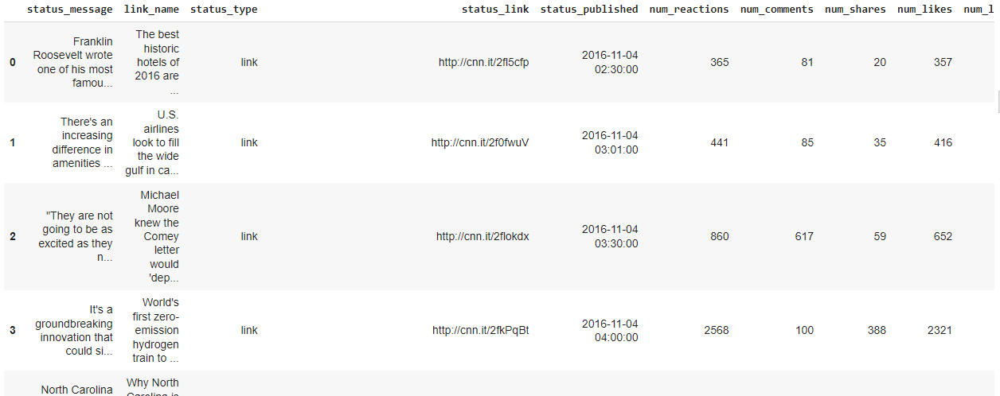 status_message link_name status_type status_link status_published num_reactions num_comments num_shares num_likes num_l
Franklin
Roosevelt wrote
one of his most
famou...
The best
historic
hotels of
2016 are
...
0 link http://cnn.it/2fI5cfp 2016-11-04
02:30:00 365 81 20 357
There's an
increasing
difference in
amenities ...
U.S.
airlines
look to fill
the wide
gulf in ca...
1 link http://cnn.it/2f0fwuV 2016-11-04
03:01:00 441 85 35 416
"They are not
going to be as
excited as they
n...
Michael
Moore
knew the
Comey
letter
would
'dep...
2 link http://cnn.it/2flokdx 2016-11-04
03:30:00 860 617 59 652
It's a
groundbreaking
innovation that
could si...
World's
first zero-
emission
hydrogen
train to ...
3 link http://cnn.it/2fkPqBt 2016-11-04
04:00:00 2568 100 388 2321
North Carolina
Why North
Carolina is